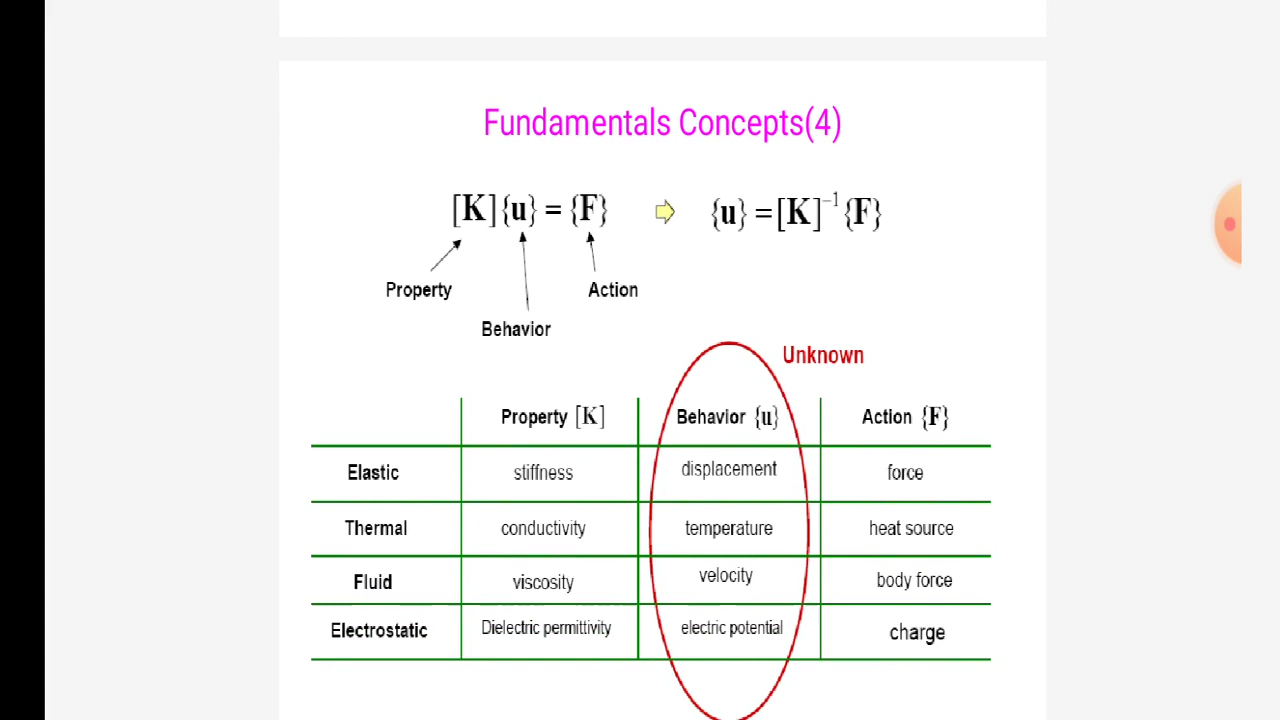 Fundamentals Concepts(4)
[K]{u} = {F} {u} =[K]⁻¹{F}
Property
Action
Behavior
Unknown
Property [K] Behavior {u} Action {F}
Elastic stiffness displacement force
Thermal conductivity temperature heat source
Fluid viscosity velocity body force
Electrostatic Dielectric permittivity electric potential charge